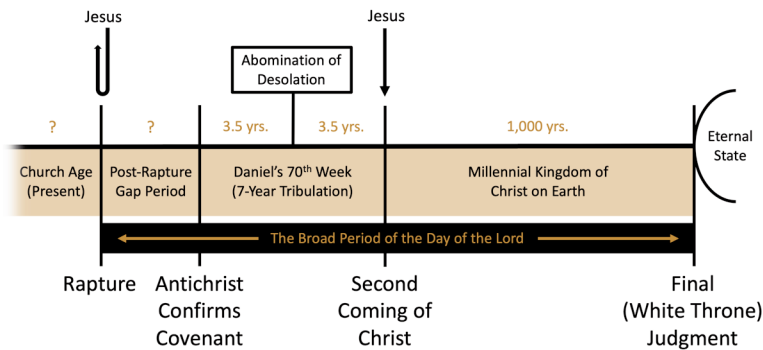 Jesus
Jesus
Abomination of
Desolation
?
?
3.5 yrs.
3.5 yrs.
1,000 yrs.
Eternal
State
Church Age
(Present)
Post-Rapture
Gap Period
Daniel’s 70th Week
(7-Year Tribulation)
Millennial Kingdom of
Christ on Earth
The Broad Period of the Day of the Lord
Rapture
Antichrist
Confirms
Covenant
Second
Coming of
Christ
Final
(White Throne)
Judgment